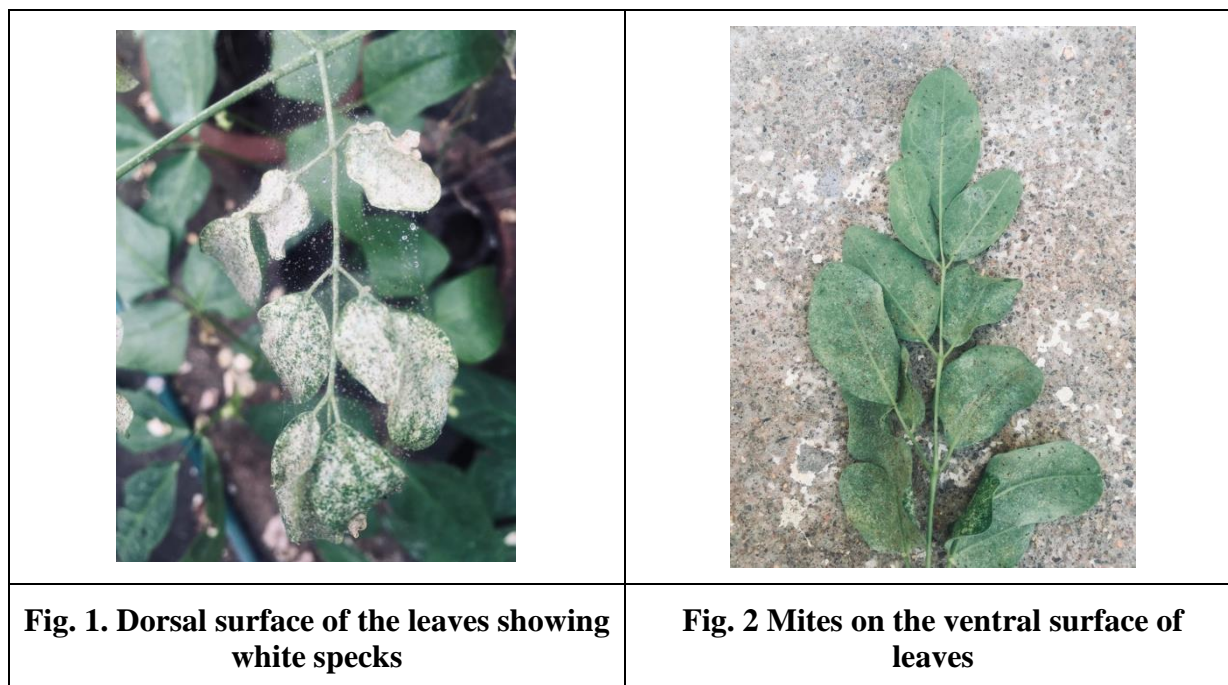 Fig. 1. Dorsal surface of the leaves showing
white specks
Fig. 2 Mites on the ventral surface of
leaves